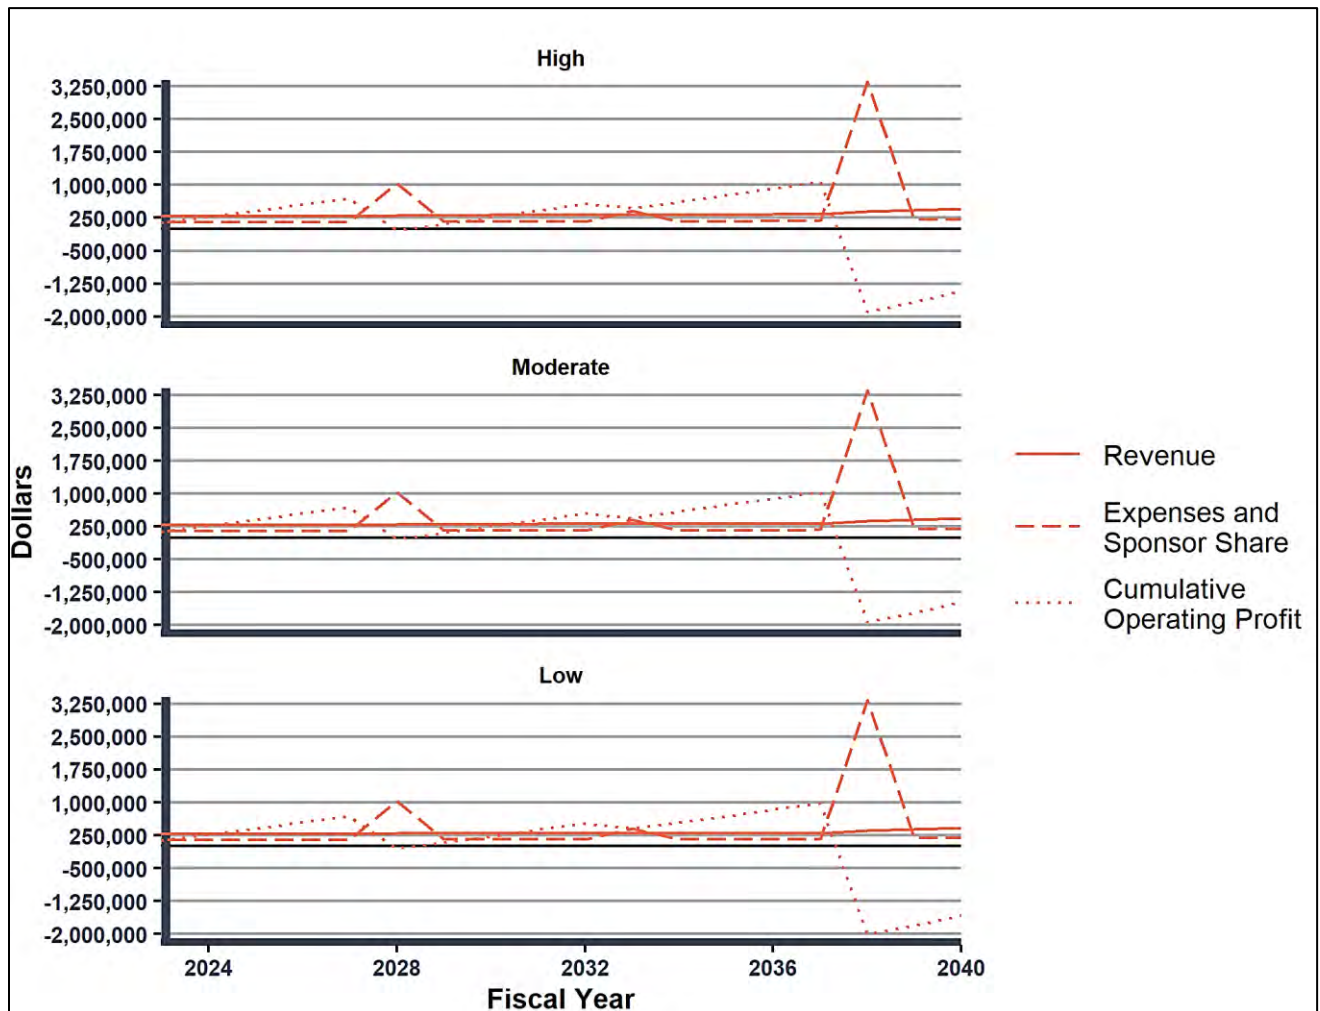 High
3,250,000
2,500,000
1,750,000
1,000,000
250,000
-500,000
-1,250,000
-2,000,000
Moderate
3,250,000
2,500,000
1,750,000
1,000,000
250,000
-500,000
-1,250,000
-2,000,000
Low
3,250,000
2,500,000
1,750,000
1,000,000
250,000
-500,000
-1,250,000
-2,000,000
2024
2028
2032
2036
2040
Fiscal Year
Dollars
Revenue
Expenses and
Sponsor Share
Cumulative
Operating Profit